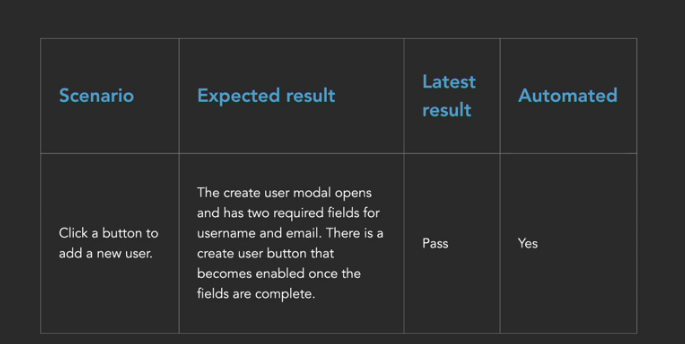 Scenario
Expected result
Latest
result
Automated
Click a button to
add a new user.
The create user modal opens
and has two required fields for
username and email. There is a
create user button that
becomes enabled once the
fields are complete.
Pass
Yes